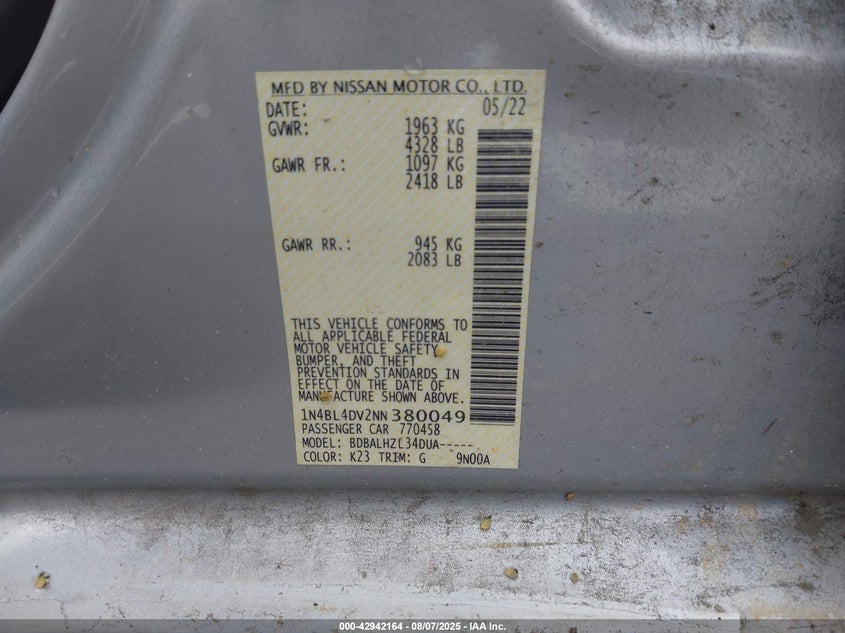 MFD BY NISSAN MOTOR CO., LTD.
DATE: 05/22
GVWR: 1963 KG
4328 LB
GAWR FR.: 1097 KG
2418 LB
GAWR RR.: 945 KG
2083 LB
THIS VEHICLE CONFORMS TO
ALL APPLICABLE FEDERAL
MOTOR VEHICLE SAFETY,
BUMPER, AND THEFT
PREVENTION STANDARDS IN
EFFECT ON THE DATE OF
MANUFACTURE SHOWN ABOVE.
1N4BL4DV2NN380049
PASSENGER CAR 770458
MODEL: BDBALHZL34DUA-----
COLOR: K23 TRIM: G 9N00A
000-42942164 - 08/07/2025 - IAA Inc.